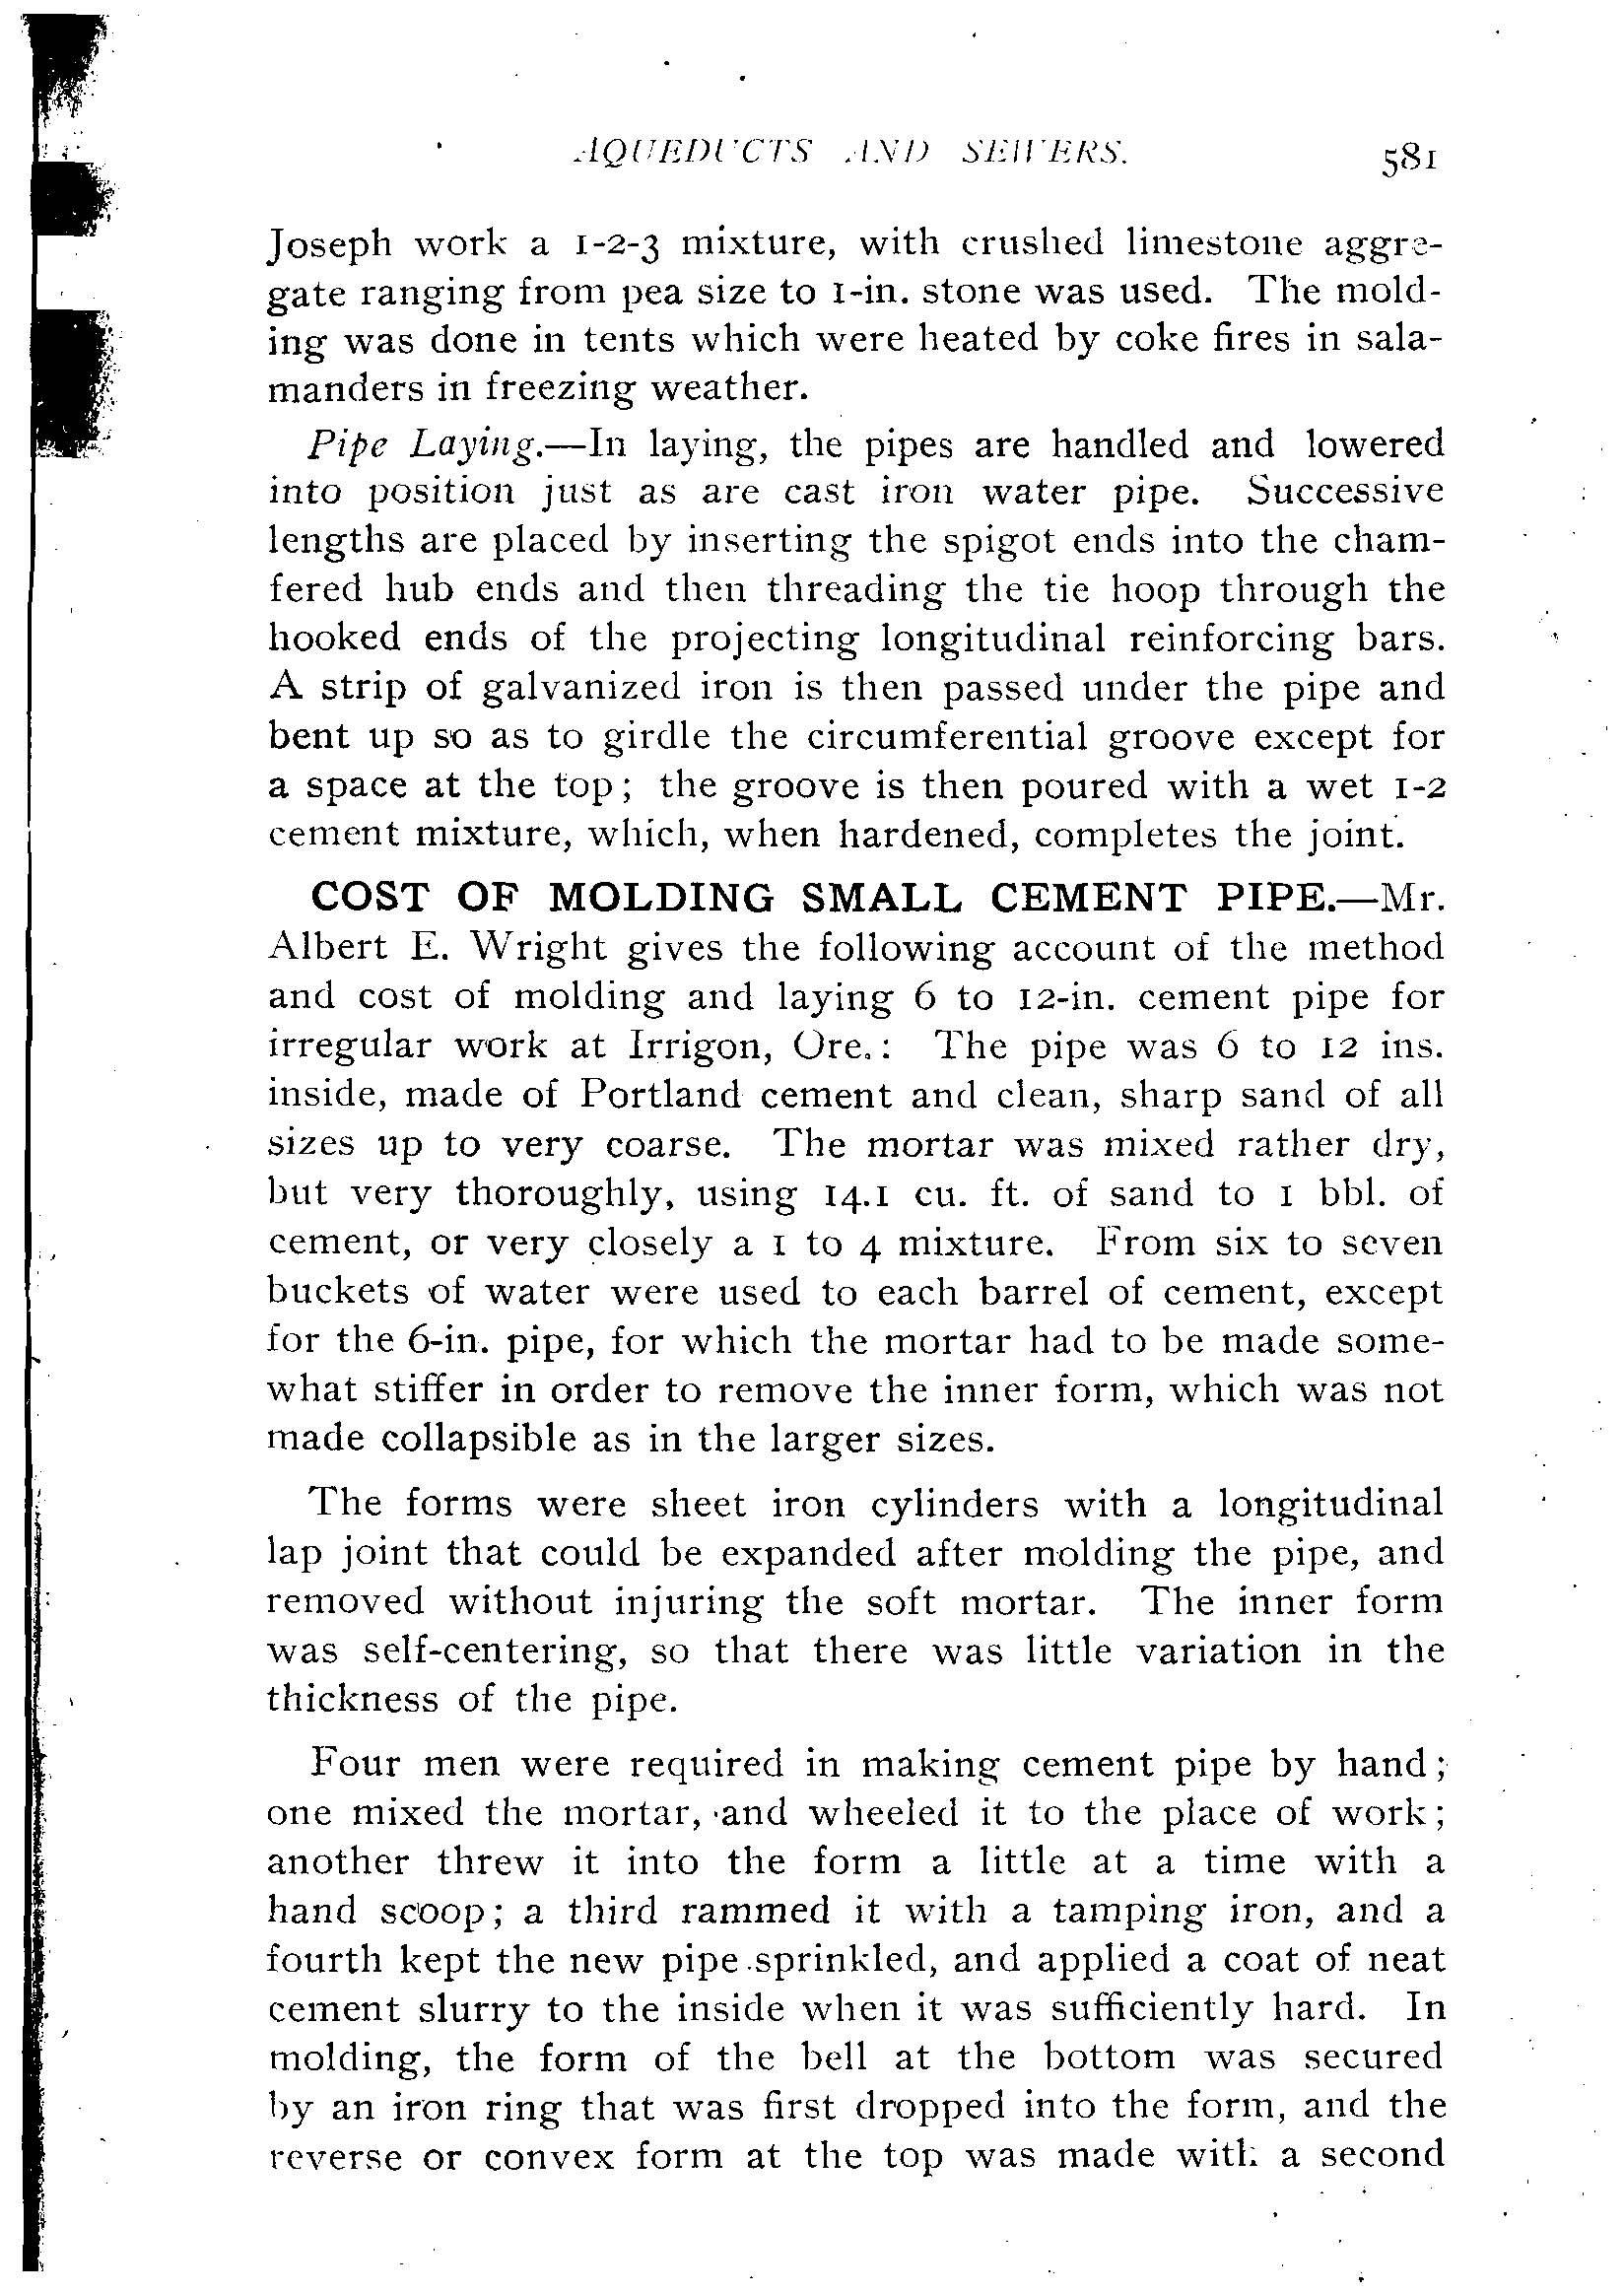 AQUEDUCTS AND SEWERS. 581
Joseph work a 1-2-3 mixture, with crushed limestone aggre-
gate ranging from pea size to 1-in. stone was used. The mold-
ing was done in tents which were heated by coke fires in sala-
manders in freezing weather.
Pipe Laying.—In laying, the pipes are handled and lowered
into position just as are cast iron water pipe. Successive
lengths are placed by inserting the spigot ends into the cham-
fered hub ends and then threading the tie hoop through the
hooked ends of the projecting longitudinal reinforcing bars.
A strip of galvanized iron is then passed under the pipe and
bent up so as to girdle the circumferential groove except for
a space at the top; the groove is then poured with a wet 1-2
cement mixture, which, when hardened, completes the joint.
COST OF MOLDING SMALL CEMENT PIPE.—Mr.
Albert E. Wright gives the following account of the method
and cost of molding and laying 6 to 12-in. cement pipe for
irregular work at Irrigon, Ore.: The pipe was 6 to 12 ins.
inside, made of Portland cement and clean, sharp sand of all
sizes up to very coarse. The mortar was mixed rather dry,
but very thoroughly, using 14.1 cu. ft. of sand to 1 bbl. of
cement, or very closely a 1 to 4 mixture. From six to seven
buckets of water were used to each barrel of cement, except
for the 6-in. pipe, for which the mortar had to be made some-
what stiffer in order to remove the inner form, which was not
made collapsible as in the larger sizes.
The forms were sheet iron cylinders with a longitudinal
lap joint that could be expanded after molding the pipe, and
removed without injuring the soft mortar. The inner form
was self-centering, so that there was little variation in the
thickness of the pipe.
Four men were required in making cement pipe by hand;
one mixed the mortar, and wheeled it to the place of work;
another threw it into the form a little at a time with a
hand scoop; a third rammed it with a tamping iron, and a
fourth kept the new pipe sprinkled, and applied a coat of neat
cement slurry to the inside when it was sufficiently hard. In
molding, the form of the bell at the bottom was secured
by an iron ring that was first dropped into the form, and the
reverse or convex form at the top was made with a second